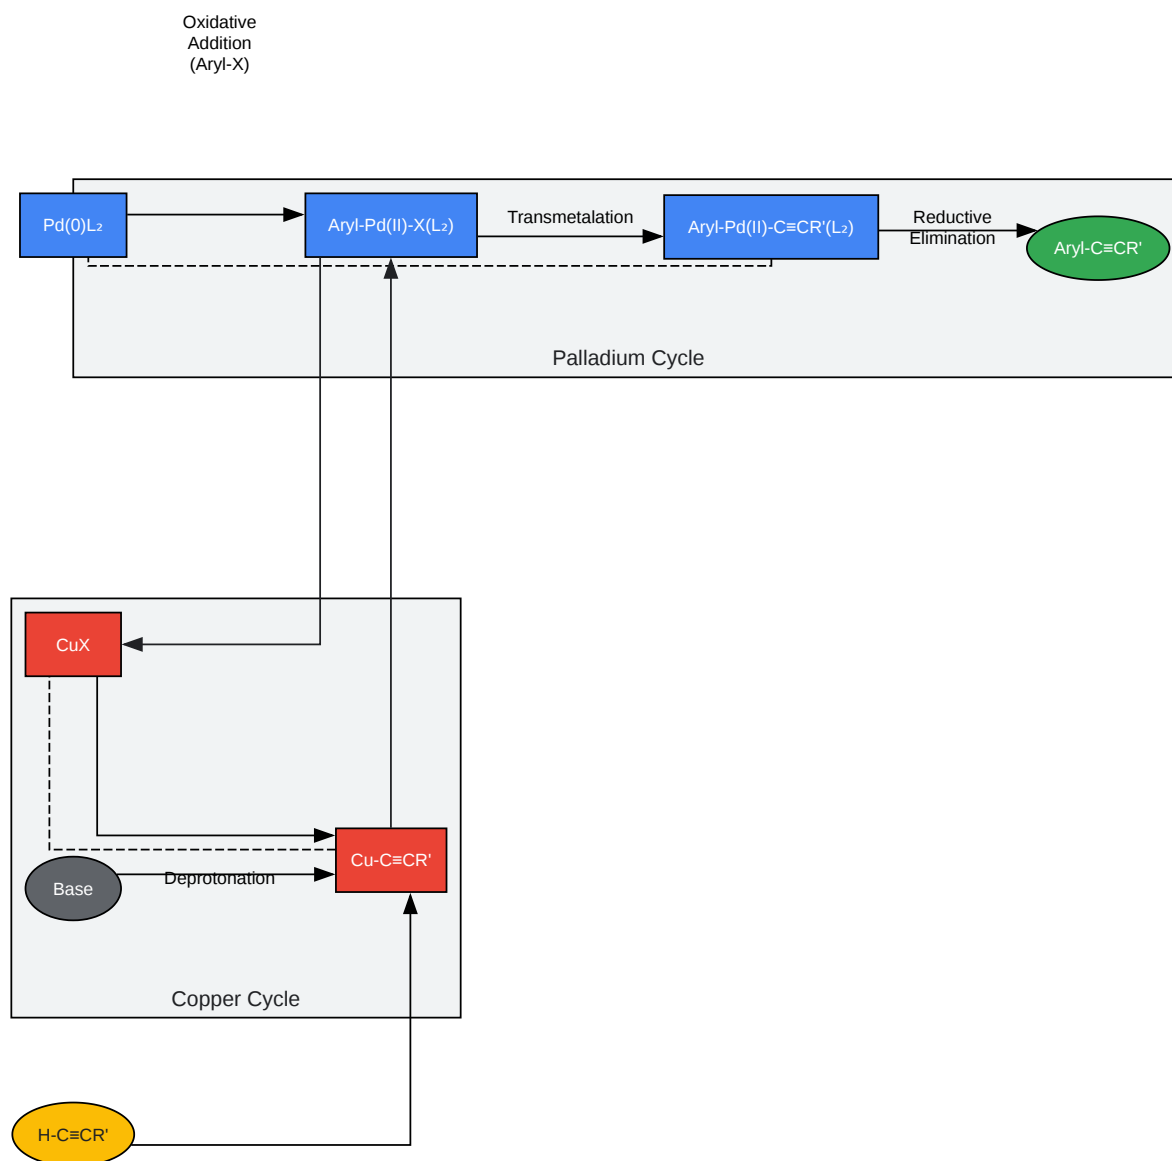 Oxidative
Addition
(Aryl-X)
Pd(0)L₂
Aryl-Pd(II)-X(L₂)
Transmetalation
Aryl-Pd(II)-C≡CR'(L₂)
Reductive
Elimination
Aryl-C≡CR'
Palladium Cycle
CuX
Cu-C≡CR'
Base
Deprotonation
Copper Cycle
H-C≡CR'